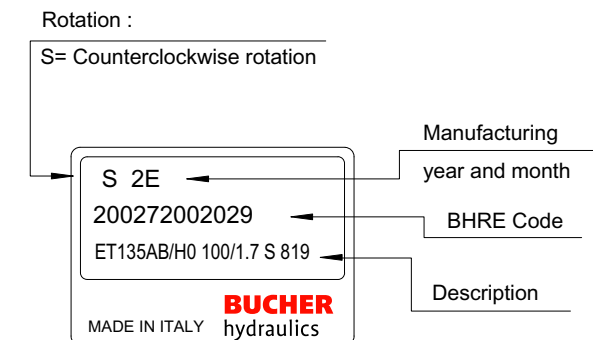 Rotation :
S= Counterclockwise rotation
Manufacturing
year and month
S 2E
200272002029
BHRE Code
ET135AB/H0 100/1.7 S 819
Description
MADE IN ITALY
BUCHER
hydraulics